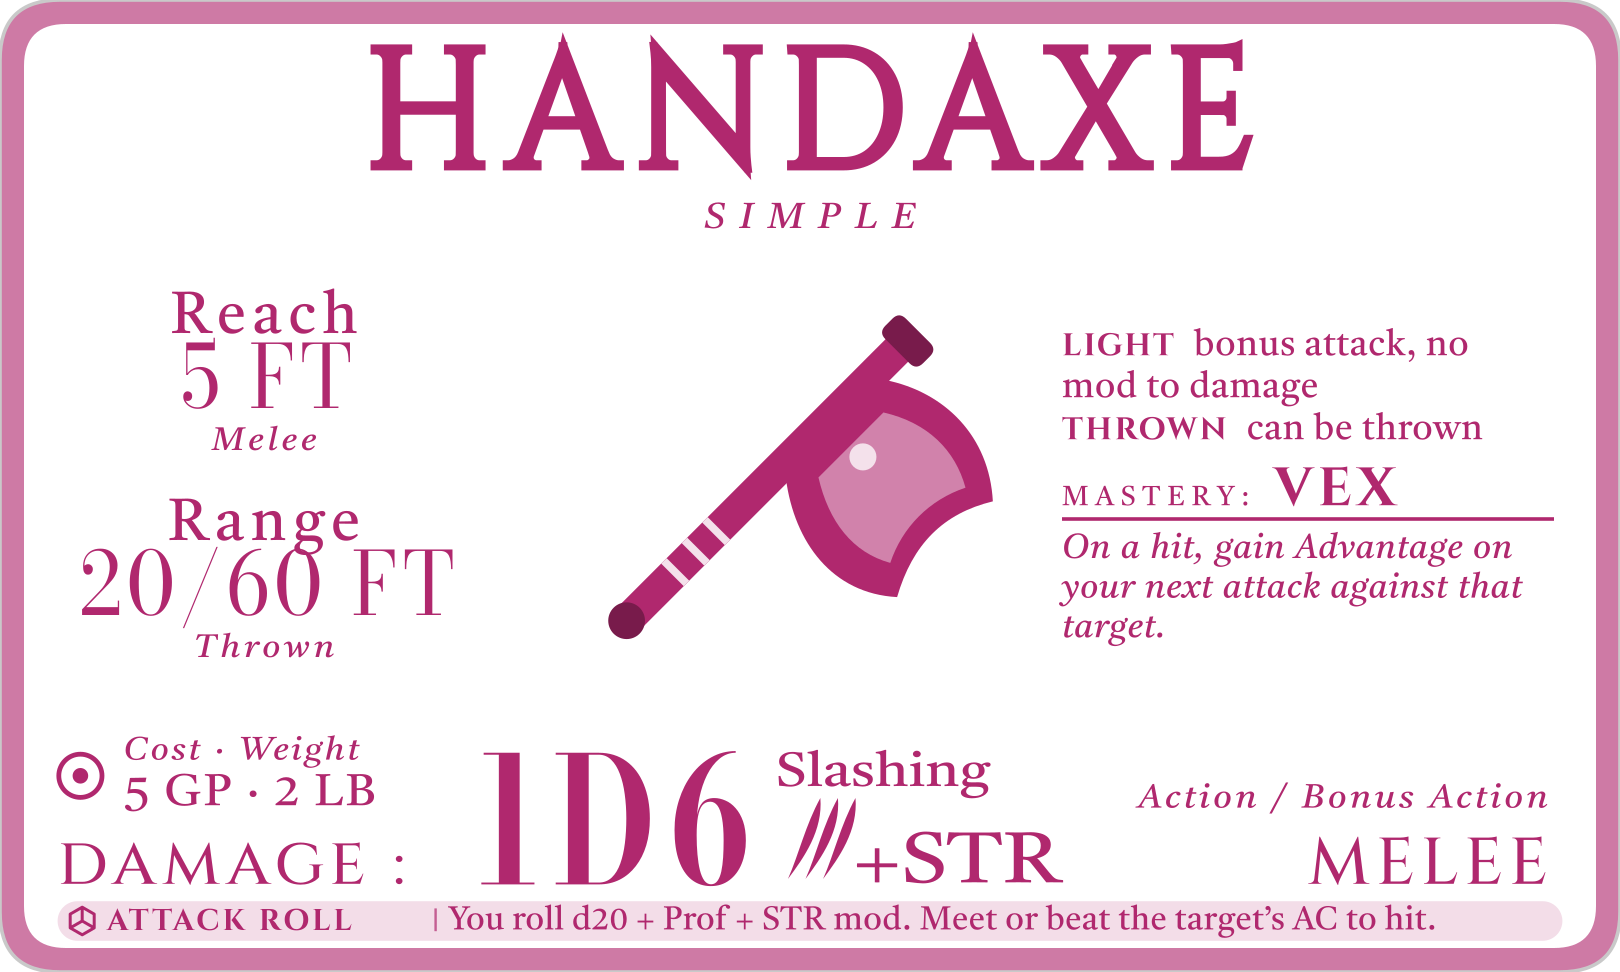 HANDAXE
SIMPLE
Reach
5 FT
Melee
Range
20/60 FT
Thrown
LIGHT bonus attack, no
mod to damage
THROWN can be thrown
MASTERY: VEX
On a hit, gain Advantage on
your next attack against that
target.
Cost · Weight
5 GP · 2 LB
DAMAGE :
1D6
Slashing
+STR
Action / Bonus Action
MELEE
ATTACK ROLL | You roll d20 + Prof + STR mod. Meet or beat the target’s AC to hit.